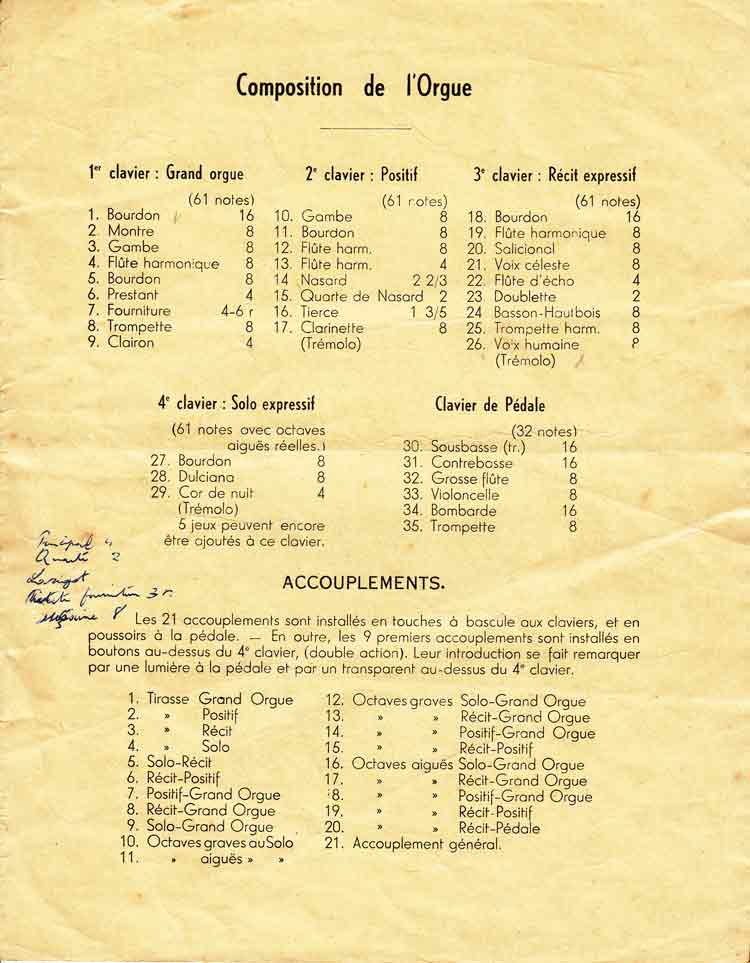 Composition de l'Orgue
1er clavier : Grand orgue
(61 notes)
1. Bourdon 16
2. Montre 8
3. Gambe 8
4. Flûte harmonique 8
5. Bourdon 8
6. Prestant 4
7. Fourniture 4-6 r
8. Trompette 8
9. Clairon 4
2e clavier : Positif
(61 notes)
10. Gambe 8
11. Bourdon 8
12. Flûte harm. 8
13. Flûte harm. 4
14 Nasard 2 2/3
15. Quarte de Nasard 2
16. Tierce 1 3/5
17. Clarinette 8
(Trémolo)
3e clavier : Récit expressif
(61 notes)
18. Bourdon 16
19. Flûte harmonique 8
20. Salicional 8
21. Voix céleste 8
22. Flûte d'écho 4
23. Doublette 2
24 Basson-Hautbois 8
25. Trompette harm. 8
26. Voix humaine 8
(Trémolo)
4e clavier : Solo expressif
(61 notes avec octaves
aiguës réelles.)
27. Bourdon 8
28. Dulciana 8
29. Cor de nuit 4
(Trémolo)
5 jeux peuvent encore
être ajoutés à ce clavier.
Clavier de Pédale
(32 notes)
30. Sousbasse (tr.) 16
31. Contrebasse 16
32. Grosse flûte 8
33. Violoncelle 8
34. Bombarde 16
35. Trompette 8
Principal 4
Quarte 2
Larigot
fourniture 3 r.
8
ACCOUPLEMENTS.
Les 21 accouplements sont installés en touches à bascule aux claviers, et en
poussoirs à la pédale. — En outre, les 9 premiers accouplements sont installés en
boutons au-dessus du 4e clavier, (double action). Leur introduction se fait remarquer
par une lumière à la pédale et par un transparent au-dessus du 4e clavier.
1. Tirasse Grand Orgue
2. » Positif
3. » Récit
4. » Solo
5. Solo-Récit
6. Récit-Positif
7. Positif-Grand Orgue
8. Récit-Grand Orgue
9. Solo-Grand Orgue
10. Octaves graves au Solo
11. » aiguës » »
12. Octaves graves Solo-Grand Orgue
13. » » Récit-Grand Orgue
14. » » Positif-Grand Orgue
15. » » Récit-Positif
16. Octaves aiguës Solo-Grand Orgue
17. » » Récit-Grand Orgue
18. » » Positif-Grand Orgue
19. » » Récit-Positif
20. » » Récit-Pédale
21. Accouplement général.